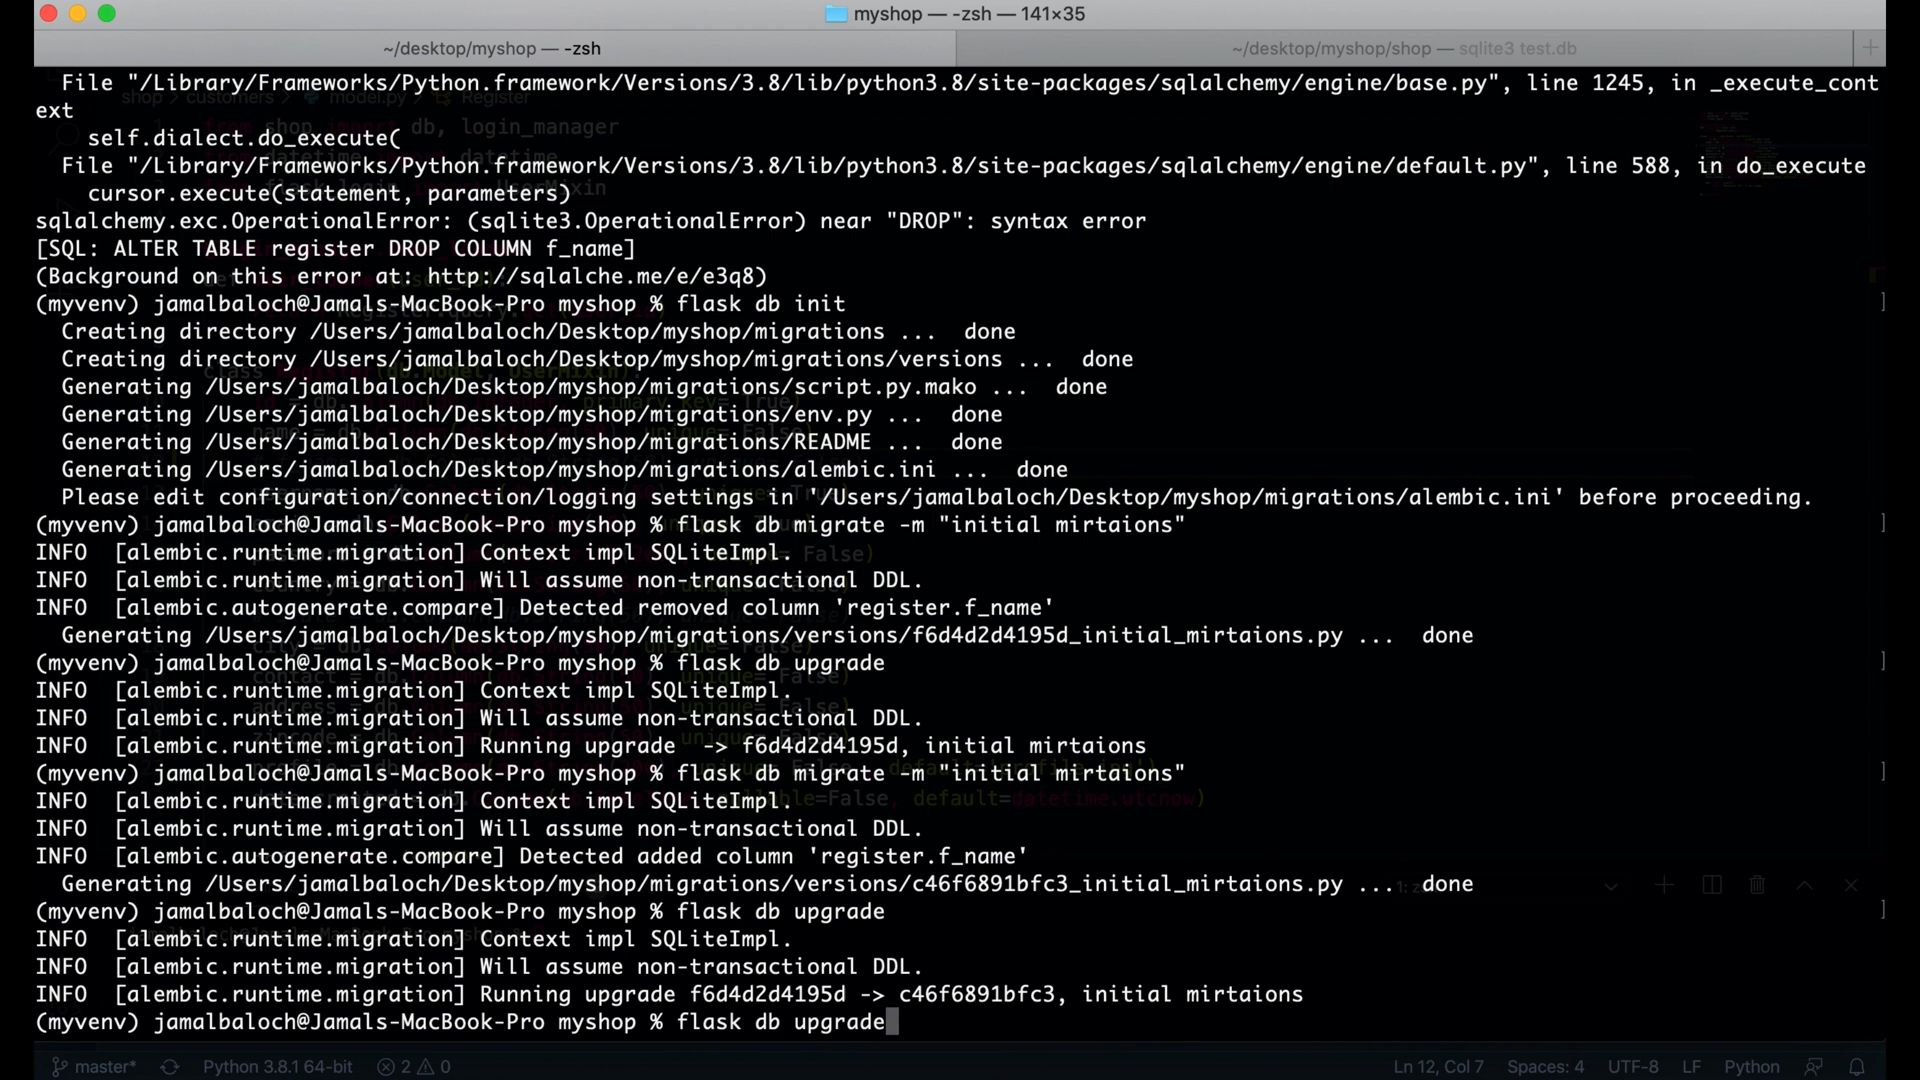 myshop — -zsh — 141×35
~/desktop/myshop — -zsh
~/desktop/myshop/shop — sqlite3 test.db
File "/Library/Frameworks/Python.framework/Versions/3.8/lib/python3.8/site-packages/sqlalchemy/engine/base.py", line 1245, in _execute_cont
ext
self.dialect.do_execute(
File "/Library/Frameworks/Python.framework/Versions/3.8/lib/python3.8/site-packages/sqlalchemy/engine/default.py", line 588, in do_execute
cursor.execute(statement, parameters)
sqlalchemy.exc.OperationalError: (sqlite3.OperationalError) near "DROP": syntax error
[SQL: ALTER TABLE register DROP COLUMN f_name]
(Background on this error at: http://sqlalche.me/e/e3q8)
(myvenv) jamalbaloch@Jamals-MacBook-Pro myshop % flask db init
Creating directory /Users/jamalbaloch/Desktop/myshop/migrations ...  done
Creating directory /Users/jamalbaloch/Desktop/myshop/migrations/versions ...  done
Generating /Users/jamalbaloch/Desktop/myshop/migrations/script.py.mako ...  done
Generating /Users/jamalbaloch/Desktop/myshop/migrations/env.py ...  done
Generating /Users/jamalbaloch/Desktop/myshop/migrations/README ...  done
Generating /Users/jamalbaloch/Desktop/myshop/migrations/alembic.ini ...  done
Please edit configuration/connection/logging settings in '/Users/jamalbaloch/Desktop/myshop/migrations/alembic.ini' before proceeding.
(myvenv) jamalbaloch@Jamals-MacBook-Pro myshop % flask db migrate -m "initial mirtaions"
INFO  [alembic.runtime.migration] Context impl SQLiteImpl.
INFO  [alembic.runtime.migration] Will assume non-transactional DDL.
INFO  [alembic.autogenerate.compare] Detected removed column 'register.f_name'
Generating /Users/jamalbaloch/Desktop/myshop/migrations/versions/f6d4d2d4195d_initial_mirtaions.py ...  done
(myvenv) jamalbaloch@Jamals-MacBook-Pro myshop % flask db upgrade
INFO  [alembic.runtime.migration] Context impl SQLiteImpl.
INFO  [alembic.runtime.migration] Will assume non-transactional DDL.
INFO  [alembic.runtime.migration] Running upgrade  -> f6d4d2d4195d, initial mirtaions
(myvenv) jamalbaloch@Jamals-MacBook-Pro myshop % flask db migrate -m "initial mirtaions"
INFO  [alembic.runtime.migration] Context impl SQLiteImpl.
INFO  [alembic.runtime.migration] Will assume non-transactional DDL.
INFO  [alembic.autogenerate.compare] Detected added column 'register.f_name'
Generating /Users/jamalbaloch/Desktop/myshop/migrations/versions/c46f6891bfc3_initial_mirtaions.py ...  done
(myvenv) jamalbaloch@Jamals-MacBook-Pro myshop % flask db upgrade
INFO  [alembic.runtime.migration] Context impl SQLiteImpl.
INFO  [alembic.runtime.migration] Will assume non-transactional DDL.
INFO  [alembic.runtime.migration] Running upgrade f6d4d2d4195d -> c46f6891bfc3, initial mirtaions
(myvenv) jamalbaloch@Jamals-MacBook-Pro myshop % flask db upgrade
master* Python 3.8.1 64-bit 2 0 Ln 12, Col 7 Spaces: 4 UTF-8 LF Python